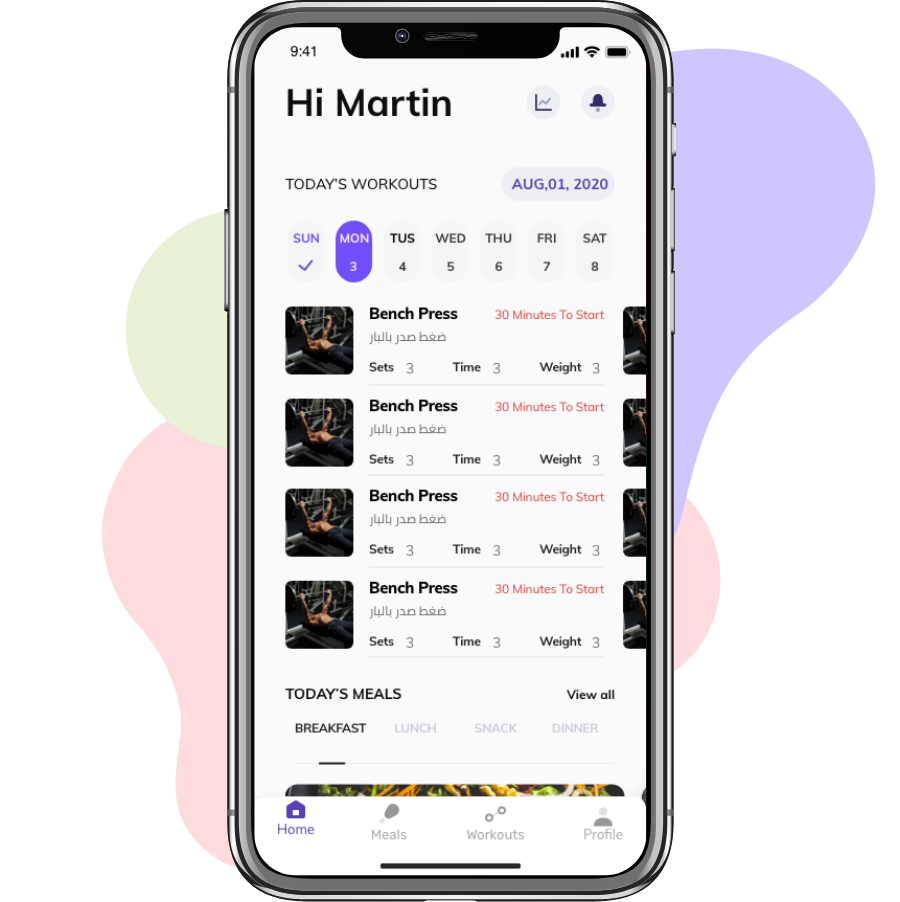 9:41
Hi Martin
TODAY'S WORKOUTS
AUG,01, 2020
SUN MON TUS WED THU FRI SAT
3 4 5 6 7 8
Bench Press 30 Minutes To Start
ضغط صدر بالبار
Sets 3 Time 3 Weight 3
Bench Press 30 Minutes To Start
ضغط صدر بالبار
Sets 3 Time 3 Weight 3
Bench Press 30 Minutes To Start
ضغط صدر بالبار
Sets 3 Time 3 Weight 3
Bench Press 30 Minutes To Start
ضغط صدر بالبار
Sets 3 Time 3 Weight 3
TODAY'S MEALS View all
BREAKFAST LUNCH SNACK DINNER
Home Meals Workouts Profile